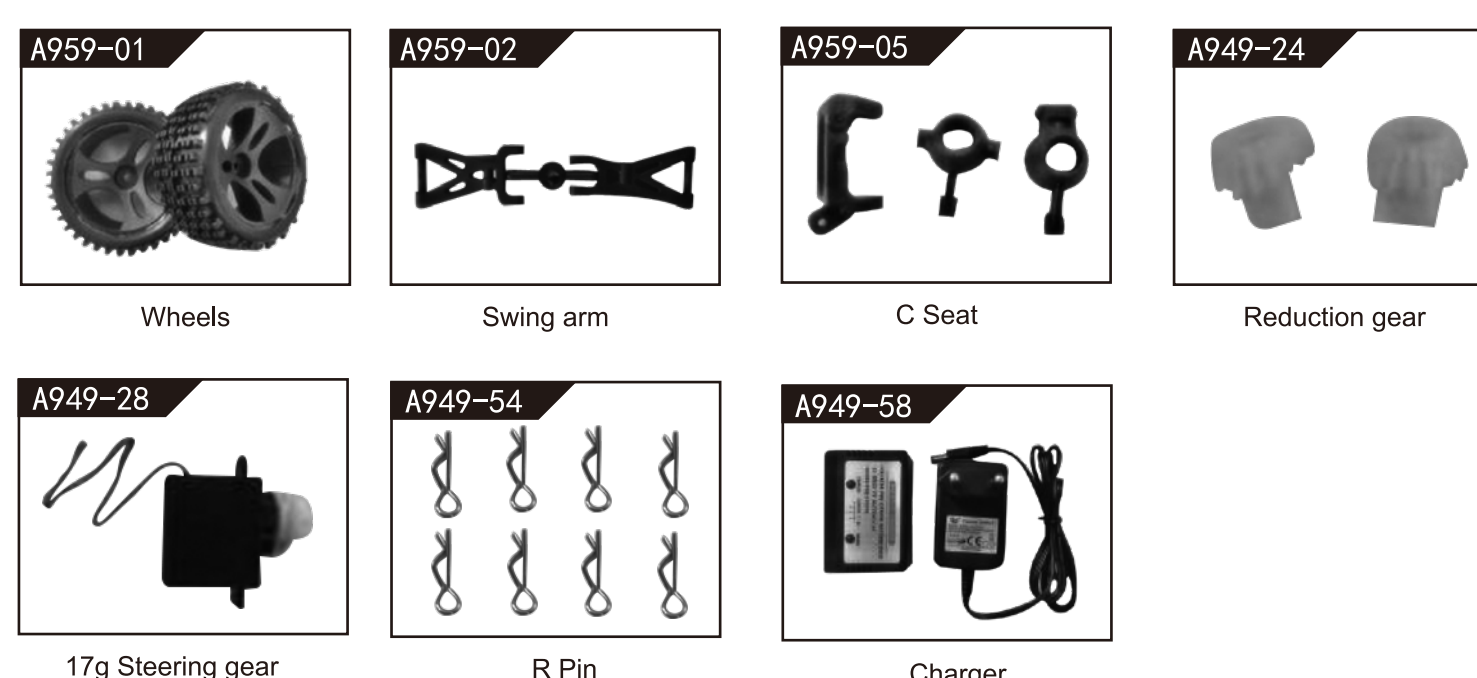 A959-01
A959-02
A959-05
A949-24
Wheels
Swing arm
C Seat
Reduction gear
A949-28
A949-54
A949-58
17g Steering gear
R Pin
Charger